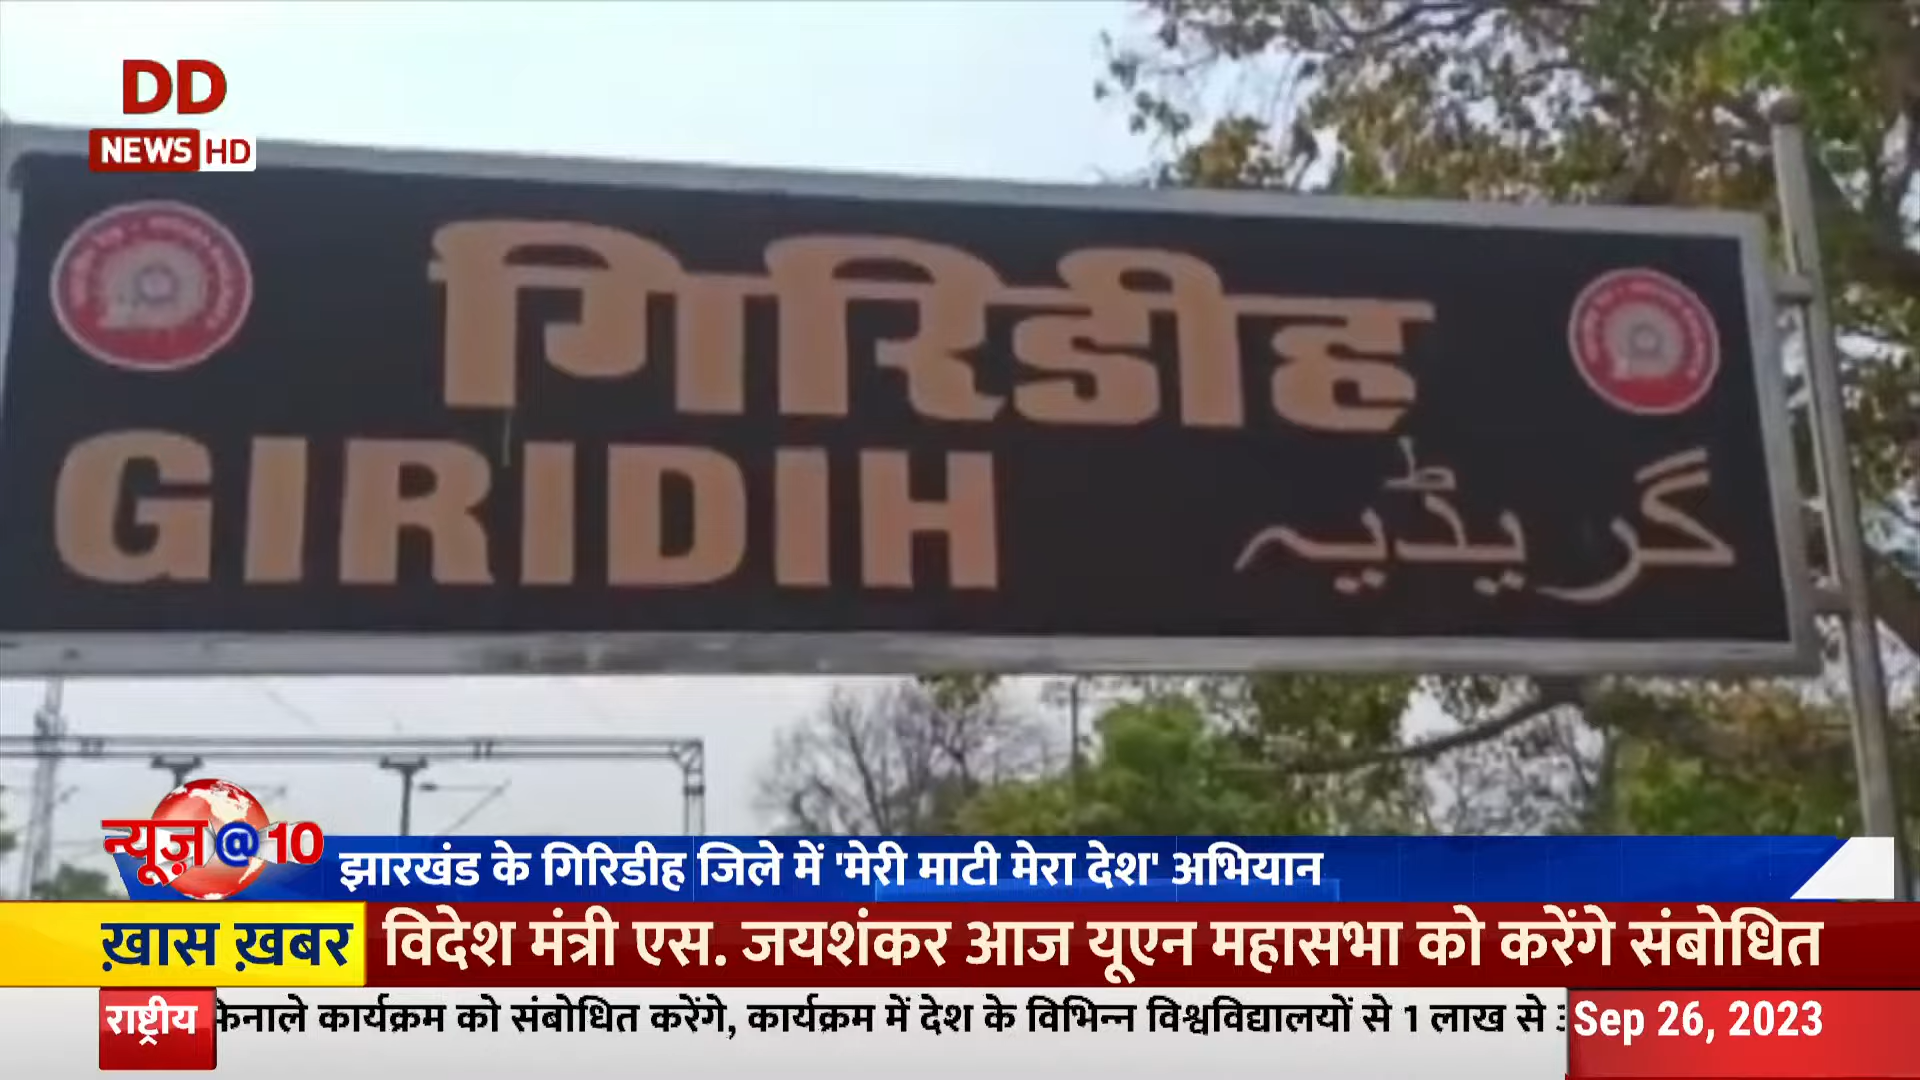 DD
NEWS HD
गिरिडीह
GIRIDIH
گریڈیہ
न्यूज़@10
झारखंड के गिरिडीह जिले में 'मेरी माटी मेरा देश' अभियान
ख़ास ख़बर
विदेश मंत्री एस. जयशंकर आज यूएन महासभा को करेंगे संबोधित
राष्ट्रीय
कार्यक्रम को संबोधित करेंगे, कार्यक्रम में देश के विभिन्न विश्वविद्यालयों से 1 लाख से
Sep 26, 2023